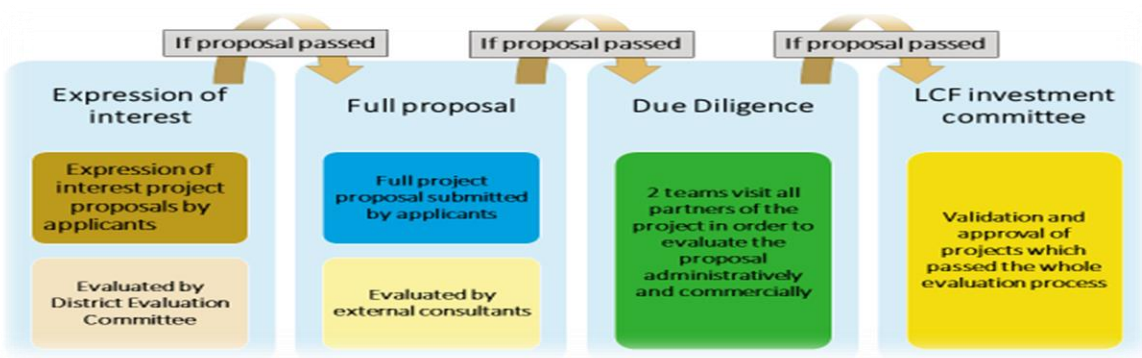 If proposal passed
If proposal passed
If proposal passed
Expression of
interest
Expression of
interest project
proposals by
applicants
Evaluated by
District Evaluation
Committee
Full proposal
Full project
proposal submitted
by applicants
Evaluated by
external consultants
Due Diligence
2 teams visit all
partners of the
project in order to
evaluate the
proposal
administratively
and commercially
LCF investment
committee
Validation and
approval of
projects which
passed the whole
evaluation process